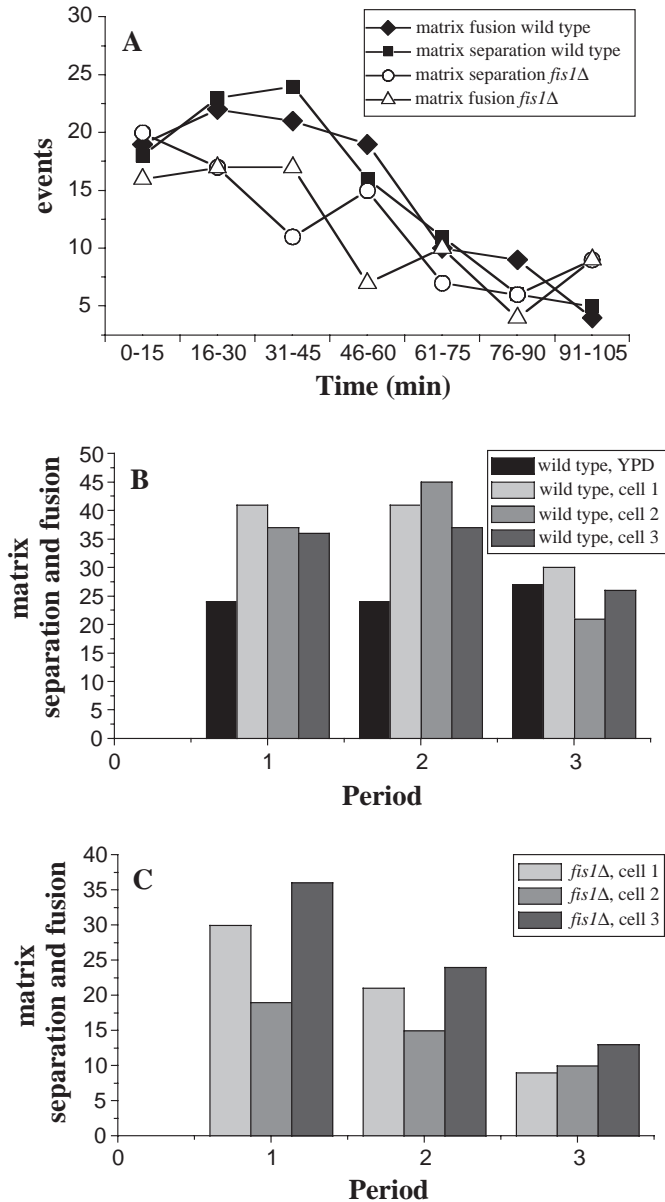 A
matrix fusion wild type
matrix separation wild type
matrix separation fis1Δ
matrix fusion fis1Δ
30
25
20
15
10
5
events
0-15 16-30 31-45 46-60 61-75 76-90 91-105
Time (min)
B
wild type, YPD
wild type, cell 1
wild type, cell 2
wild type, cell 3
50
45
40
35
30
25
20
15
10
5
0
matrix
separation and fusion
0 1 2 3
Period
C
fis1Δ, cell 1
fis1Δ, cell 2
fis1Δ, cell 3
40
35
30
25
20
15
10
5
0
matrix
separation and fusion
0 1 2 3
Period